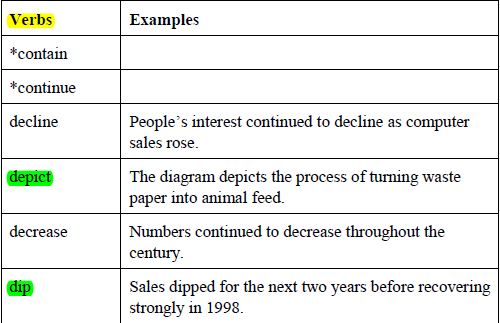 Verbs Examples
*contain
*continue
decline People’s interest continued to decline as computer
sales rose.
depict The diagram depicts the process of turning waste
paper into animal feed.
decrease Numbers continued to decrease throughout the
century.
dip Sales dipped for the next two years before recovering
strongly in 1998.